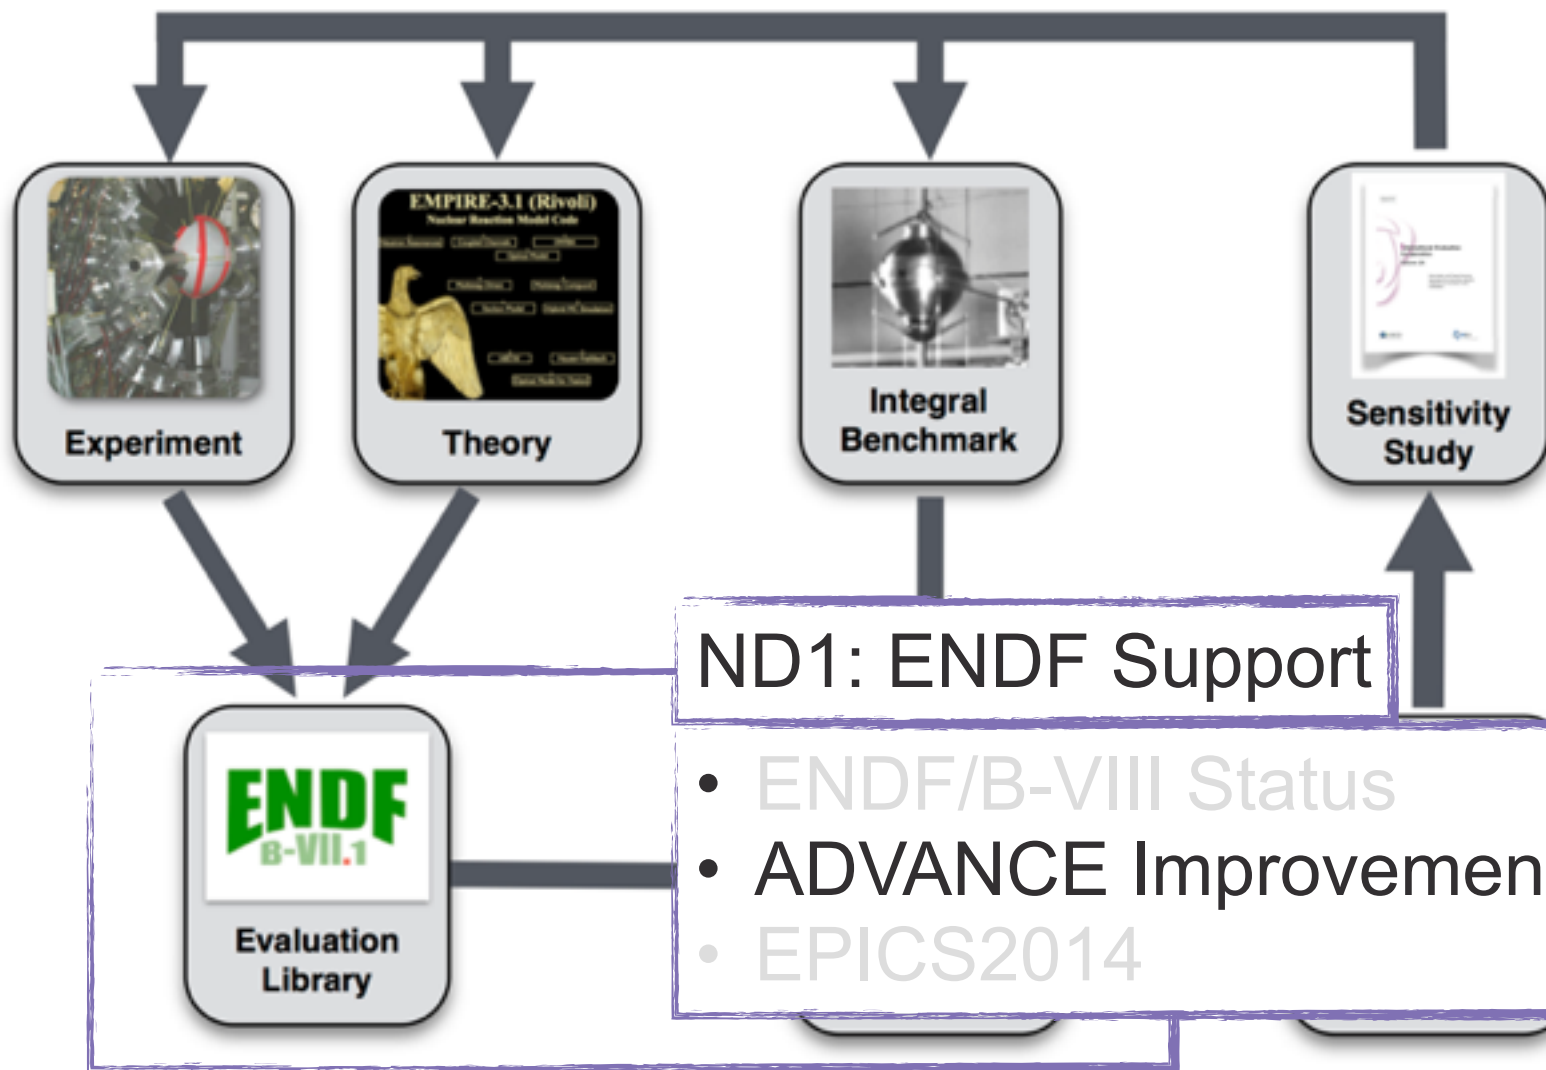 EMPIRE-3.1 (Rivoli)
Nuclear Reaction Model Code
Experiment
Theory
Integral
Benchmark
Sensitivity
Study
ND1: ENDF Support
• ENDF/B-VIII Status
• ADVANCE Improvemen
• EPICS2014
ENDF
B-VII.1
Evaluation
Library